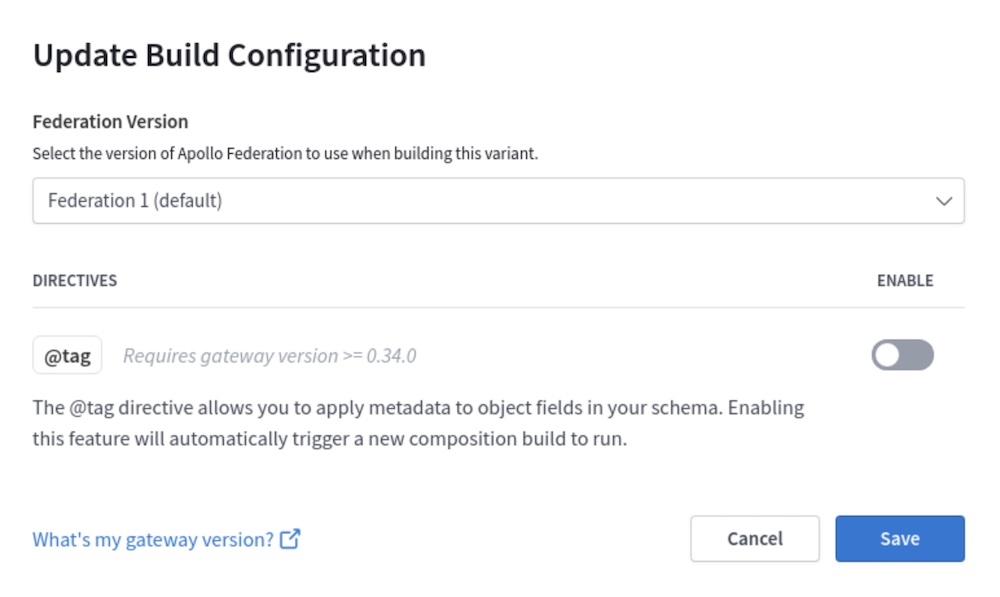 Update Build Configuration
Federation Version
Select the version of Apollo Federation to use when building this variant.
Federation 1 (default)
DIRECTIVES ENABLE
@tag Requires gateway version >= 0.34.0
The @tag directive allows you to apply metadata to object fields in your schema. Enabling
this feature will automatically trigger a new composition build to run.
What's my gateway version? Cancel Save